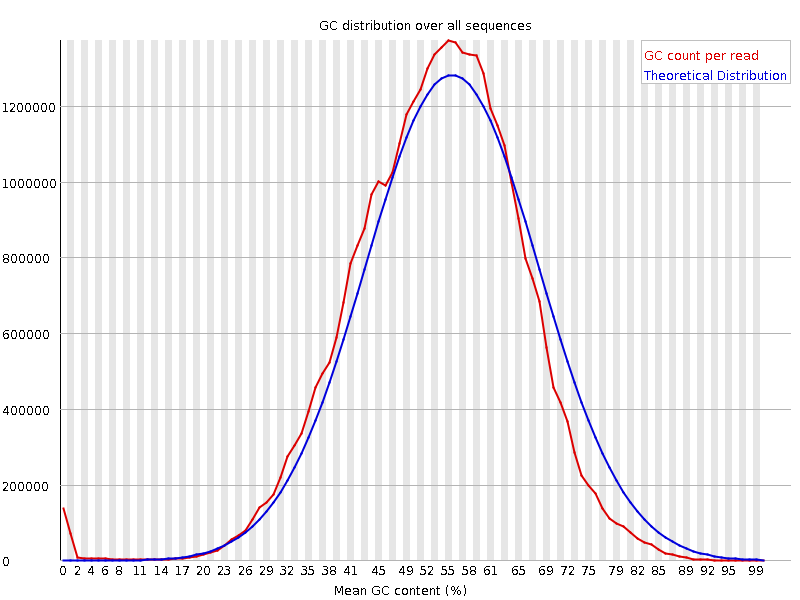 GC distribution over all sequences
GC count per read
Theoretical Distribution
1200000
1000000
800000
600000
400000
200000
0
0 2 4 6 8 11 14 17 20 23 26 29 32 35 38 41 45 49 52 55 58 61 65 69 72 75 79 82 85 89 92 95 99
Mean GC content (%)